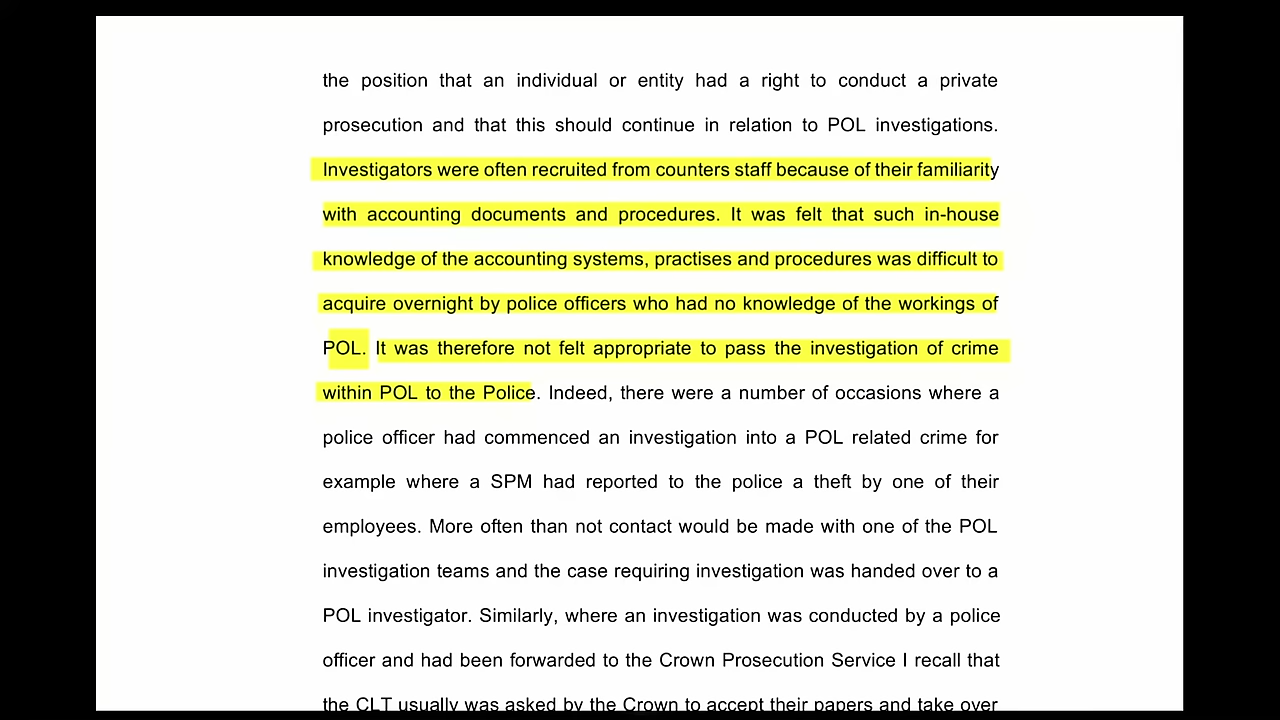 the position that an individual or entity had a right to conduct a private
prosecution and that this should continue in relation to POL investigations.
Investigators were often recruited from counters staff because of their familiarity
with accounting documents and procedures. It was felt that such in-house
knowledge of the accounting systems, practises and procedures was difficult to
acquire overnight by police officers who had no knowledge of the workings of
POL. It was therefore not felt appropriate to pass the investigation of crime
within POL to the Police. Indeed, there were a number of occasions where a
police officer had commenced an investigation into a POL related crime for
example where a SPM had reported to the police a theft by one of their
employees. More often than not contact would be made with one of the POL
investigation teams and the case requiring investigation was handed over to a
POL investigator. Similarly, where an investigation was conducted by a police
officer and had been forwarded to the Crown Prosecution Service I recall that
the CLT usually was asked by the Crown to accept their papers and take over